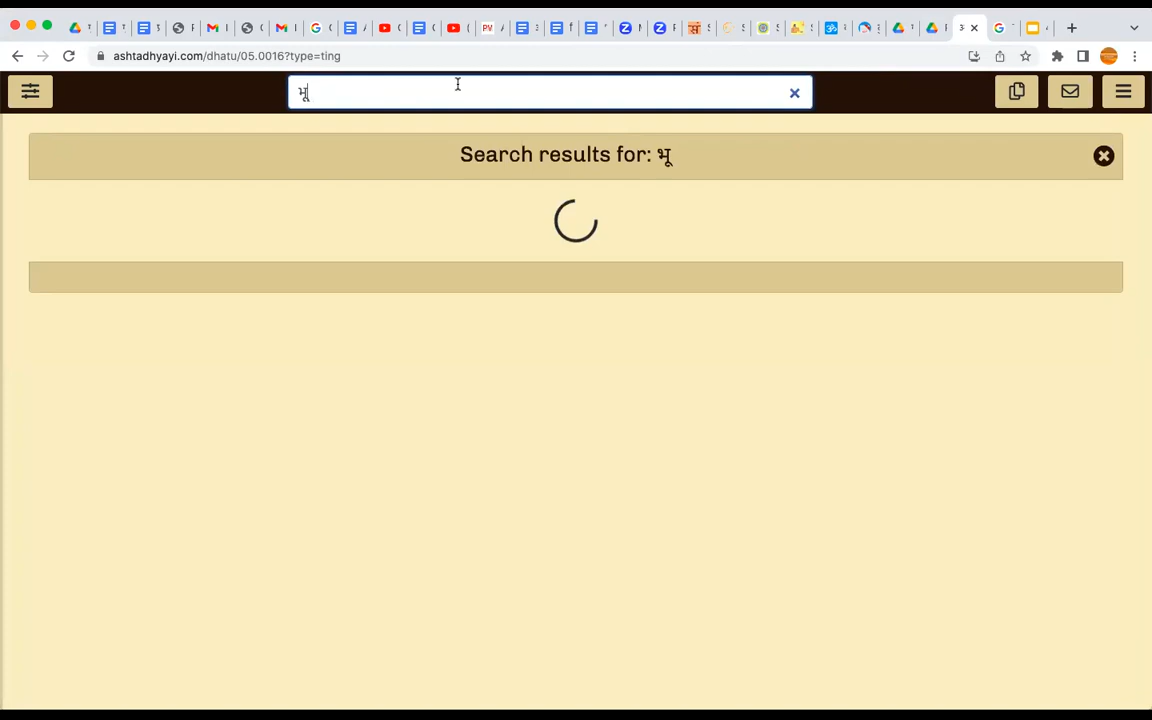 ashtadhyayi.com/dhatu/05.0016?type=ting
भू
Search results for: भू